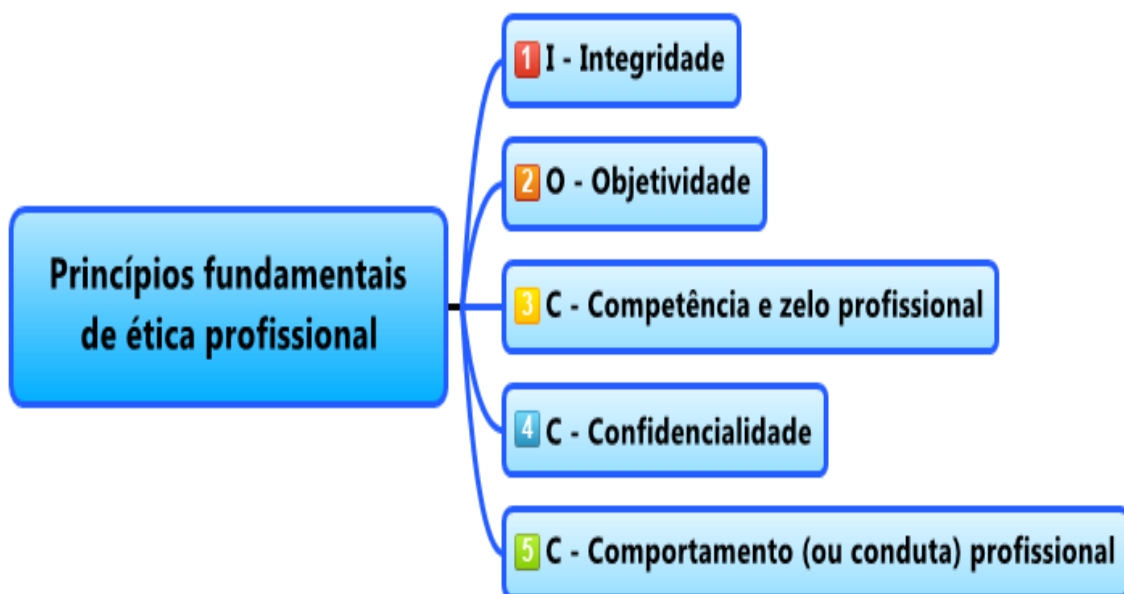 Princípios fundamentais
de ética profissional
1 I - Integridade
2 O - Objetividade
3 C - Competência e zelo profissional
4 C - Confidencialidade
5 C - Comportamento (ou conduta) profissional